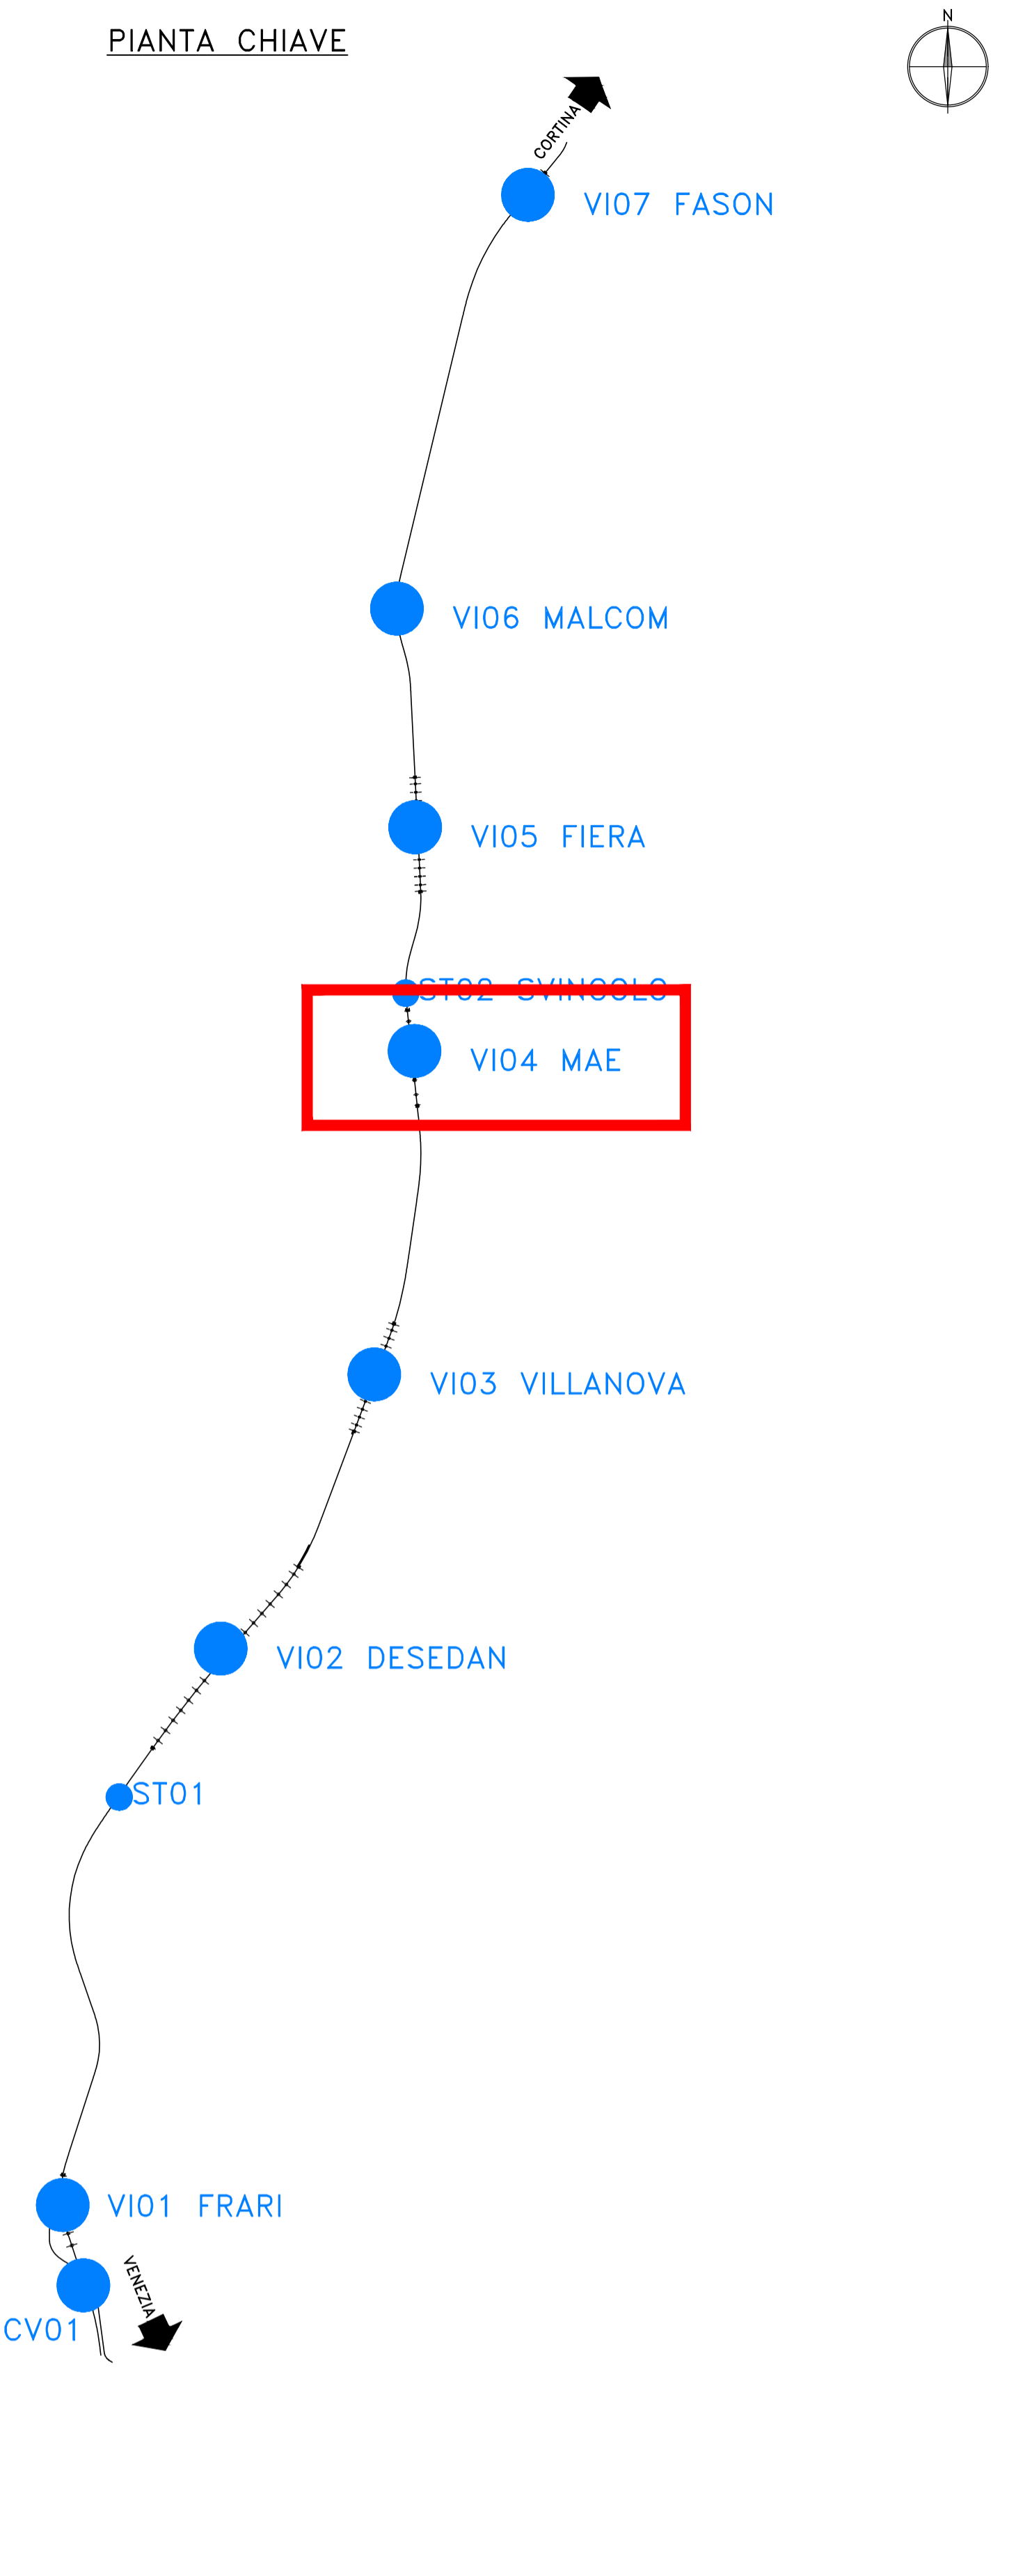 PIANTA CHIAVE
N
CORTINA
VI07 FASON
VI06 MALCOM
VI05 FIERA
ST02 SVINCOLO
VI04 MAE
VI03 VILLANOVA
VI02 DESEDAN
ST01
VI01 FRARI
VENEZIA
CV01